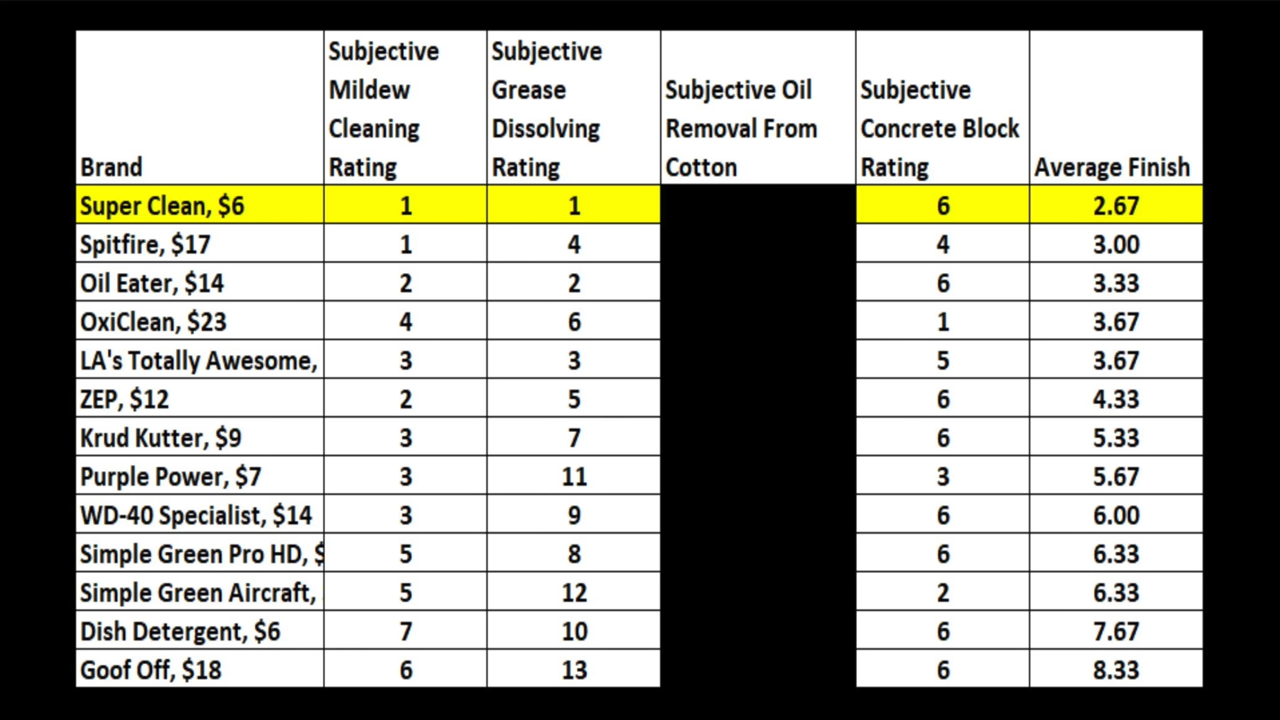 Brand Subjective Mildew Cleaning Rating Subjective Grease Dissolving Rating Subjective Oil Removal From Cotton Subjective Concrete Block Rating Average Finish
Super Clean, $6 1 1 6 2.67
Spitfire, $17 1 4 4 3.00
Oil Eater, $14 2 2 6 3.33
OxiClean, $23 4 6 1 3.67
LA's Totally Awesome, 3 3 5 3.67
ZEP, $12 2 5 6 4.33
Krud Kutter, $9 3 7 6 5.33
Purple Power, $7 3 11 3 5.67
WD-40 Specialist, $14 3 9 6 6.00
Simple Green Pro HD, $ 5 8 6 6.33
Simple Green Aircraft, 5 12 2 6.33
Dish Detergent, $6 7 10 6 7.67
Goof Off, $18 6 13 6 8.33